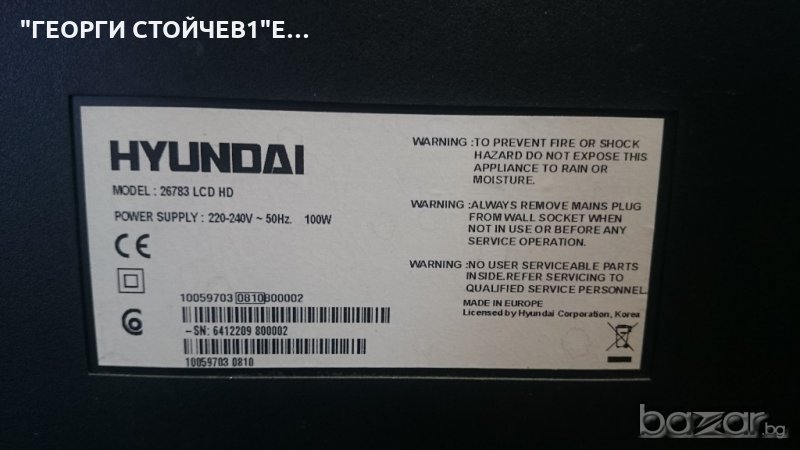 "ГЕОРГИ СТОЙЧЕВ1"Е...
HYUNDAI
MODEL : 26783 LCD HD
POWER SUPPLY : 220-240V ~ 50Hz. 100W
CE
10059703 0810 800002
-SN: 6412209 800002
10059703 0810
WARNING :TO PREVENT FIRE OR SHOCK
HAZARD DO NOT EXPOSE THIS
APPLIANCE TO RAIN OR
MOISTURE.
WARNING :ALWAYS REMOVE MAINS PLUG
FROM WALL SOCKET WHEN
NOT IN USE OR BEFORE ANY
SERVICE OPERATION.
WARNING :NO USER SERVICEABLE PARTS
INSIDE.REFER SERVICING TO
QUALIFIED SERVICE PERSONNEL.
MADE IN EUROPE
Licensed by Hyundai Corporation, Korea
bazar.bg